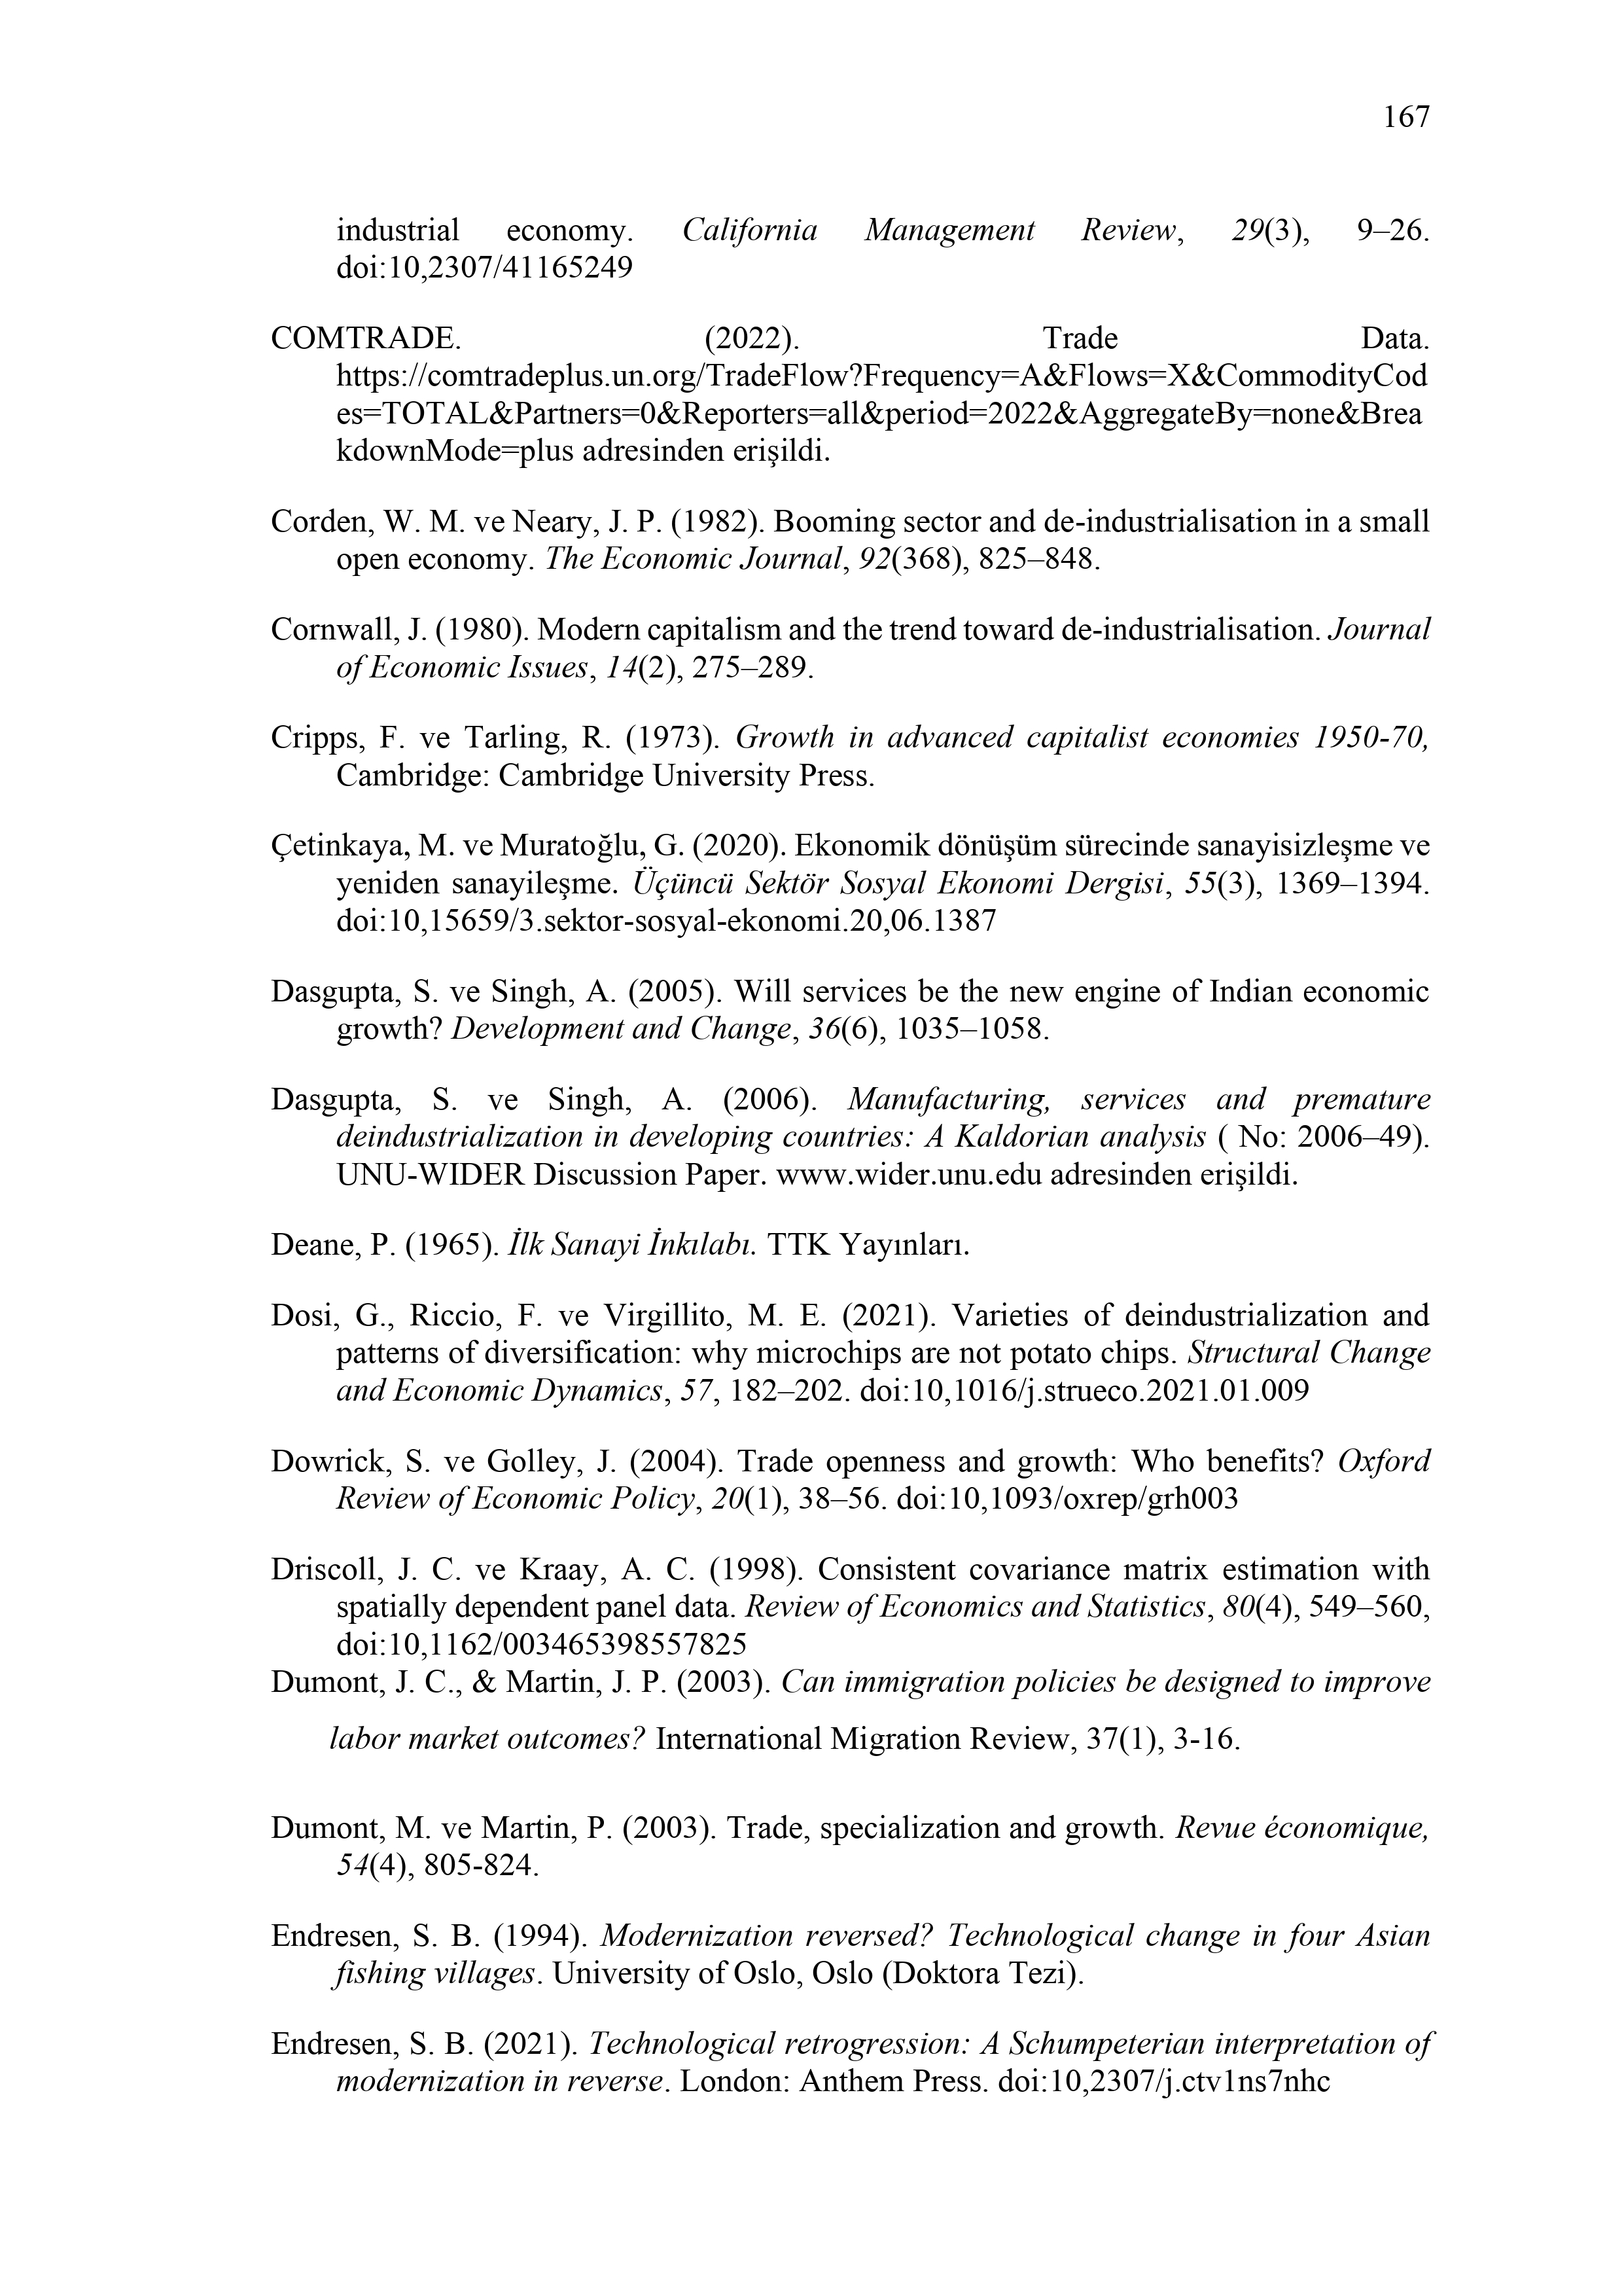 167
industrial economy. California Management Review, 29(3), 9–26.
doi:10,2307/41165249
COMTRADE. (2022). Trade Data.
https://comtradeplus.un.org/TradeFlow?Frequency=A&Flows=X&CommodityCod
es=TOTAL&Partners=0&Reporters=all&period=2022&AggregateBy=none&Brea
kdownMode=plus adresinden erişildi.
Corden, W. M. ve Neary, J. P. (1982). Booming sector and de-industrialisation in a small
open economy. The Economic Journal, 92(368), 825–848.
Cornwall, J. (1980). Modern capitalism and the trend toward de-industrialisation. Journal
of Economic Issues, 14(2), 275–289.
Cripps, F. ve Tarling, R. (1973). Growth in advanced capitalist economies 1950-70,
Cambridge: Cambridge University Press.
Çetinkaya, M. ve Muratoğlu, G. (2020). Ekonomik dönüşüm sürecinde sanayisizleşme ve
yeniden sanayileşme. Üçüncü Sektör Sosyal Ekonomi Dergisi, 55(3), 1369–1394.
doi:10,15659/3.sektor-sosyal-ekonomi.20,06.1387
Dasgupta, S. ve Singh, A. (2005). Will services be the new engine of Indian economic
growth? Development and Change, 36(6), 1035–1058.
Dasgupta, S. ve Singh, A. (2006). Manufacturing, services and premature
deindustrialization in developing countries: A Kaldorian analysis ( No: 2006–49).
UNU-WIDER Discussion Paper. www.wider.unu.edu adresinden erişildi.
Deane, P. (1965). İlk Sanayi İnkılabı. TTK Yayınları.
Dosi, G., Riccio, F. ve Virgillito, M. E. (2021). Varieties of deindustrialization and
patterns of diversification: why microchips are not potato chips. Structural Change
and Economic Dynamics, 57, 182–202. doi:10,1016/j.strueco.2021.01.009
Dowrick, S. ve Golley, J. (2004). Trade openness and growth: Who benefits? Oxford
Review of Economic Policy, 20(1), 38–56. doi:10,1093/oxrep/grh003
Driscoll, J. C. ve Kraay, A. C. (1998). Consistent covariance matrix estimation with
spatially dependent panel data. Review of Economics and Statistics, 80(4), 549–560,
doi:10,1162/003465398557825
Dumont, J. C., & Martin, J. P. (2003). Can immigration policies be designed to improve
labor market outcomes? International Migration Review, 37(1), 3-16.
Dumont, M. ve Martin, P. (2003). Trade, specialization and growth. Revue économique,
54(4), 805-824.
Endresen, S. B. (1994). Modernization reversed? Technological change in four Asian
fishing villages. University of Oslo, Oslo (Doktora Tezi).
Endresen, S. B. (2021). Technological retrogression: A Schumpeterian interpretation of
modernization in reverse. London: Anthem Press. doi:10,2307/j.ctv1ns7nhc